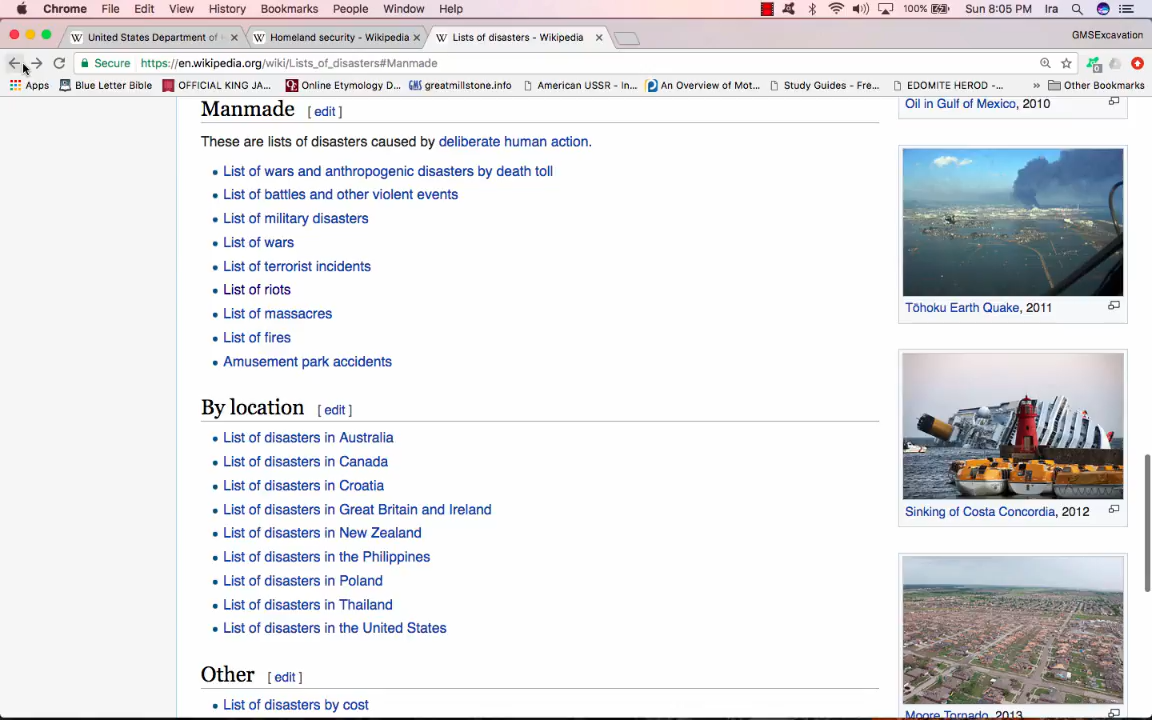 Chrome File Edit View History Bookmarks People Window Help 100% Sun 8:05 PM Ira
United States Department of Homeland security - Wikipedia Lists of disasters - Wikipedia GMSExcavation
Secure https://en.wikipedia.org/wiki/Lists_of_disasters#Manmade
Apps Blue Letter Bible OFFICIAL KING JA... Online Etymology D... greatmillstone.info American USSR - In... An Overview of Mot... Study Guides - Fre... EDOMITE HEROD -... » Other Bookmarks
Manmade [ edit ]
Oil in Gulf of Mexico, 2010
These are lists of disasters caused by deliberate human action.
List of wars and anthropogenic disasters by death toll
List of battles and other violent events
List of military disasters
List of wars
List of terrorist incidents
List of riots
List of massacres
List of fires
Amusement park accidents
Tōhoku Earth Quake, 2011
By location [ edit ]
List of disasters in Australia
List of disasters in Canada
List of disasters in Croatia
List of disasters in Great Britain and Ireland
List of disasters in New Zealand
List of disasters in the Philippines
List of disasters in Poland
List of disasters in Thailand
List of disasters in the United States
Sinking of Costa Concordia, 2012
Other [ edit ]
List of disasters by cost
Moore Tornado, 2013